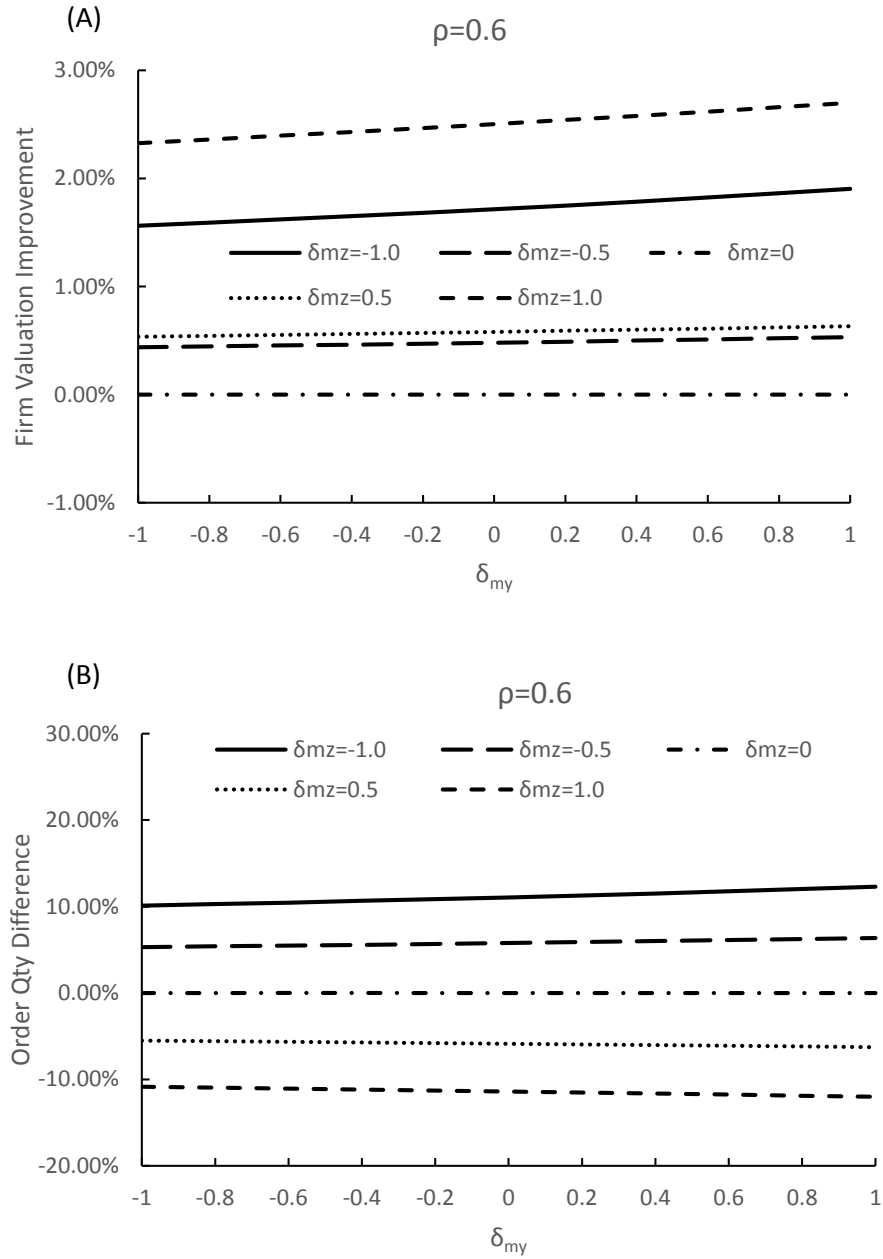 (A)
ρ=0.6
Firm Valuation Improvement
3.00%
2.00%
1.00%
0.00%
-1.00%
δmz=-1.0 δmz=-0.5 δmz=0
δmz=0.5 δmz=1.0
-1 -0.8 -0.6 -0.4 -0.2 0 0.2 0.4 0.6 0.8 1
δmy
(B)
ρ=0.6
Order Qty Difference
30.00%
20.00%
10.00%
0.00%
-10.00%
-20.00%
δmz=-1.0 δmz=-0.5 δmz=0
δmz=0.5 δmz=1.0
-1 -0.8 -0.6 -0.4 -0.2 0 0.2 0.4 0.6 0.8 1
δmy